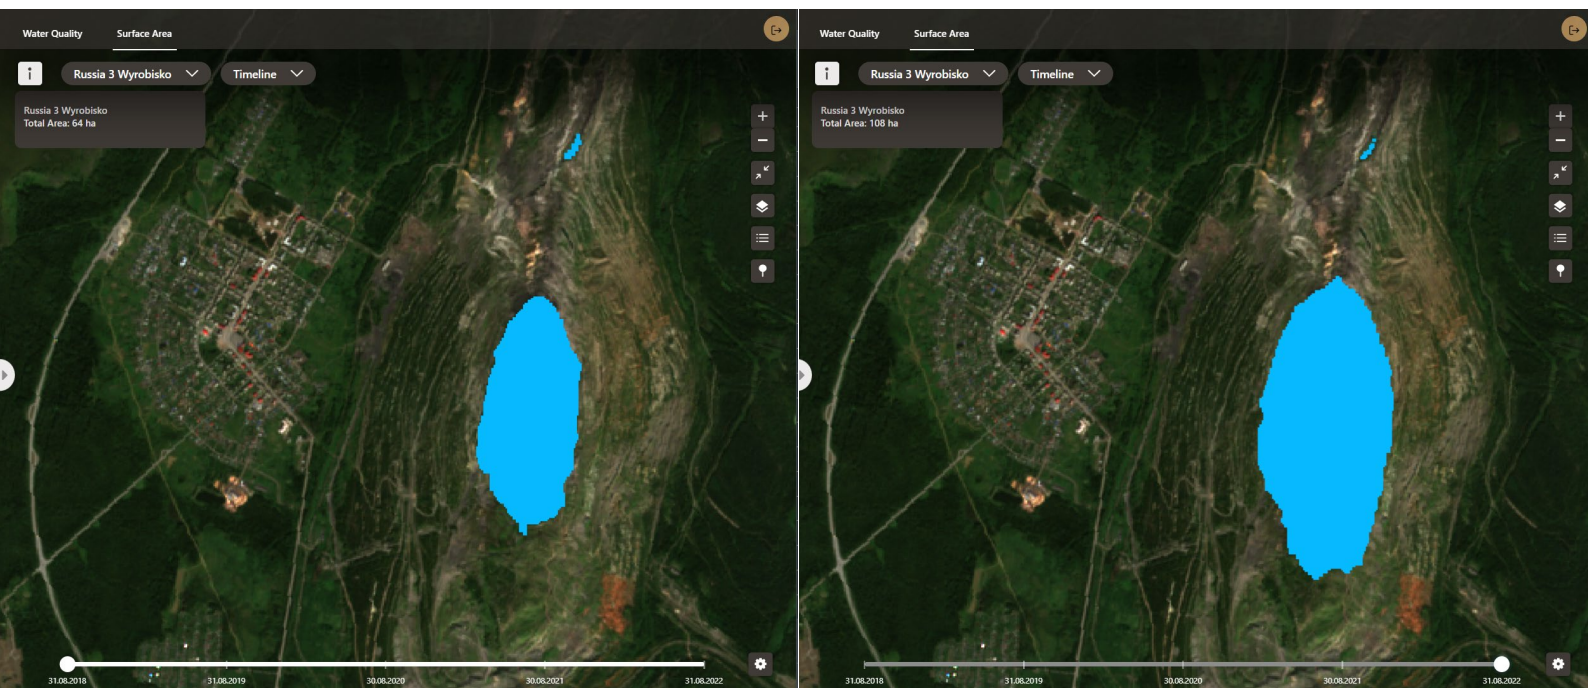 Water Quality Surface Area
Russia 3 Wyrobisko Timeline
Russia 3 Wyrobisko
Total Area: 64 ha
31.08.2018 31.08.2019 30.08.2020 30.08.2021 31.08.2022
Water Quality Surface Area
Russia 3 Wyrobisko Timeline
Russia 3 Wyrobisko
Total Area: 108 ha
31.08.2018 31.08.2019 30.08.2020 30.08.2021 31.08.2022